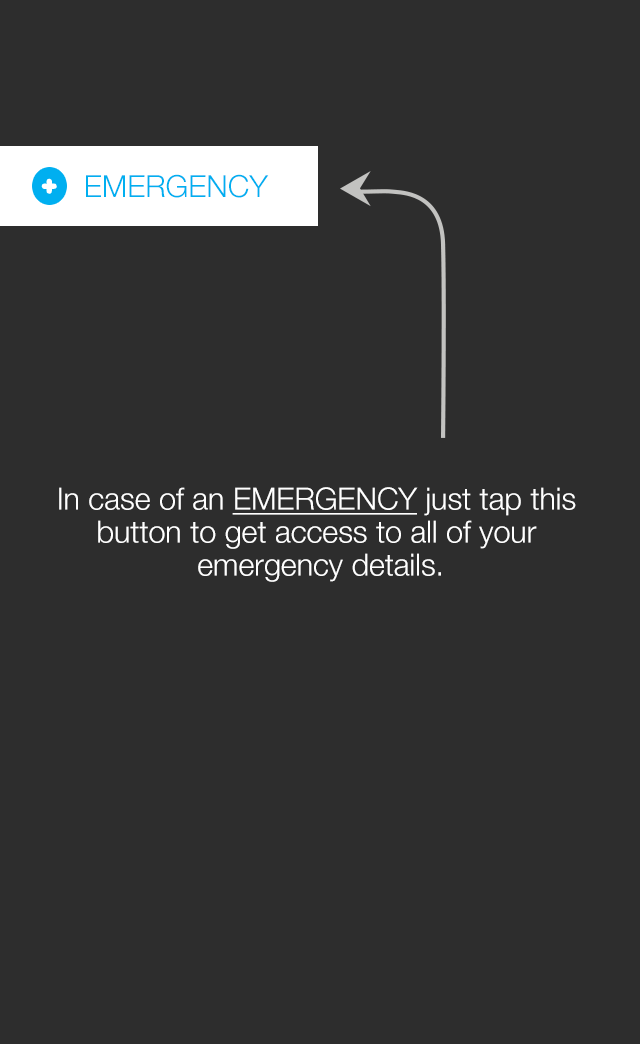 EMERGENCY
In case of an EMERGENCY just tap this
button to get access to all of your
emergency details.